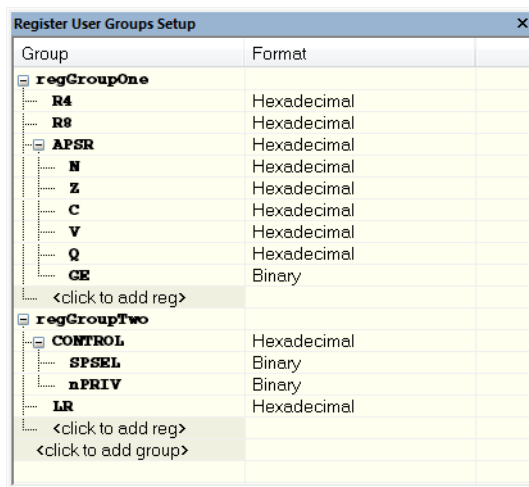 Register User Groups Setup ×
Group Format
regGroupOne
R4 Hexadecimal
R8 Hexadecimal
APSR Hexadecimal
N Hexadecimal
Z Hexadecimal
C Hexadecimal
V Hexadecimal
Q Hexadecimal
GE Binary
<click to add reg>
regGroupTwo
CONTROL Hexadecimal
SPSEL Binary
nPRIV Binary
LR Hexadecimal
<click to add reg>
<click to add group>